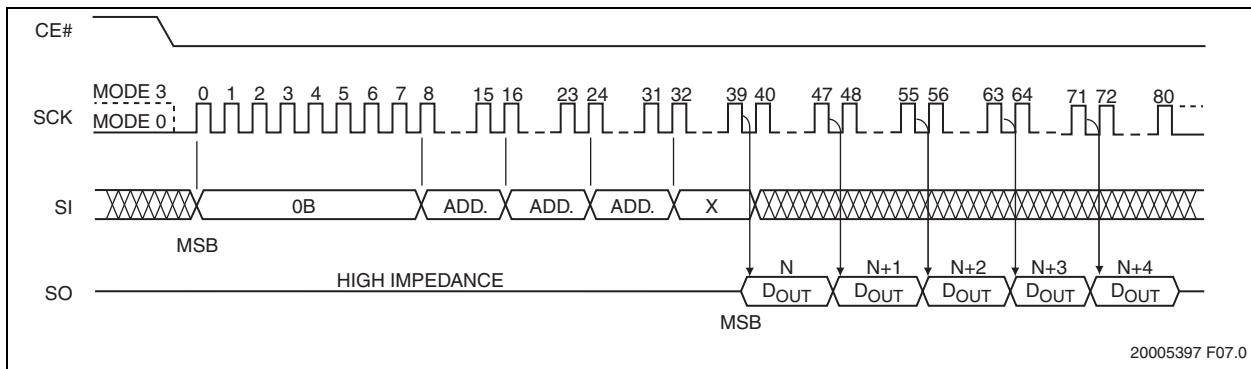 CE#
MODE 3
0 1 2 3 4 5 6 7 8 15 16 23 24 31 32 39 40 47 48 55 56 63 64 71 72 80
SCK
MODE 0
SI
0B ADD. ADD. ADD. X
MSB
N N+1 N+2 N+3 N+4
HIGH IMPEDANCE
SO
DOUT DOUT DOUT DOUT DOUT
MSB
20005397 F07.0